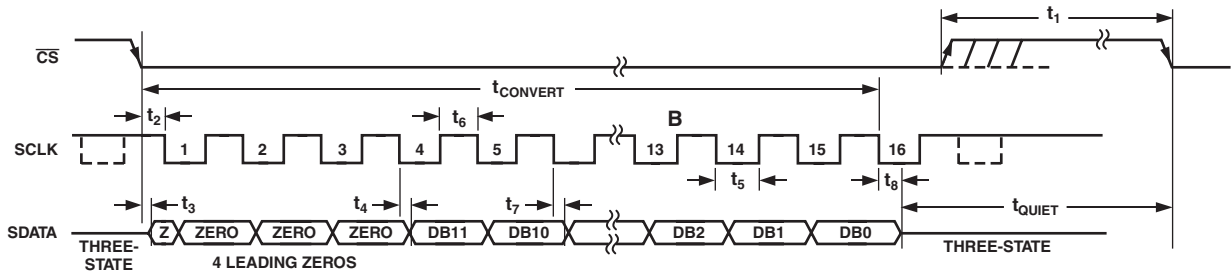 t1
CS
tCONVERT
t2 t6 B
SCLK 1 2 3 4 5 13 14 15 16
t5 t8
t3 t4 t7 tQUIET
SDATA Z ZERO ZERO ZERO DB11 DB10 DB2 DB1 DB0
THREE-
STATE
THREE-STATE
4 LEADING ZEROS